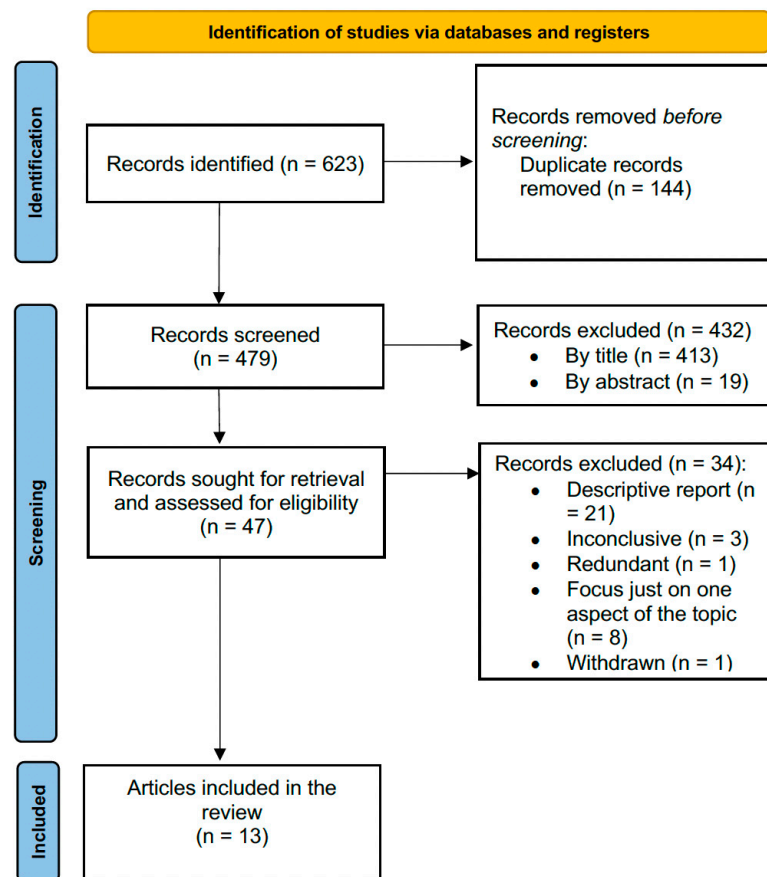 Identification of studies via databases and registers
Identification
Records identified (n = 623)
Records removed before
screening:
Duplicate records
removed (n = 144)
Screening
Records screened
(n = 479)
Records excluded (n = 432)
• By title (n = 413)
• By abstract (n = 19)
Records sought for retrieval
and assessed for eligibility
(n = 47)
Records excluded (n = 34):
• Descriptive report (n
= 21)
• Inconclusive (n = 3)
• Redundant (n = 1)
• Focus just on one
aspect of the topic
(n = 8)
• Withdrawn (n = 1)
Included
Articles included in the
review
(n = 13)